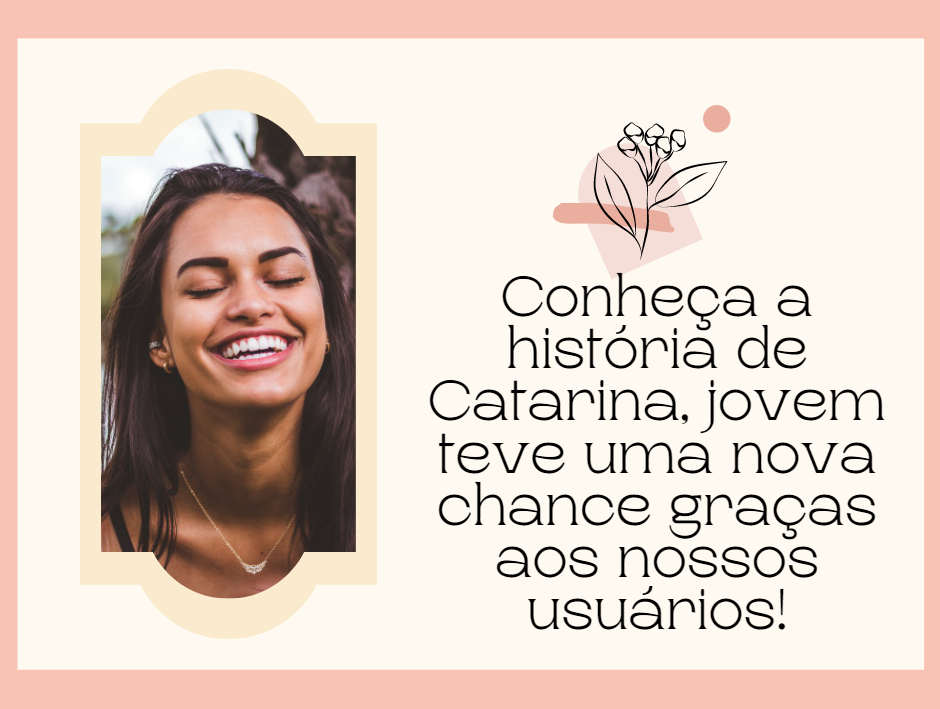 Conheça a
história de
Catarina, jovem
teve uma nova
chance graças
aos nossos
usuários!